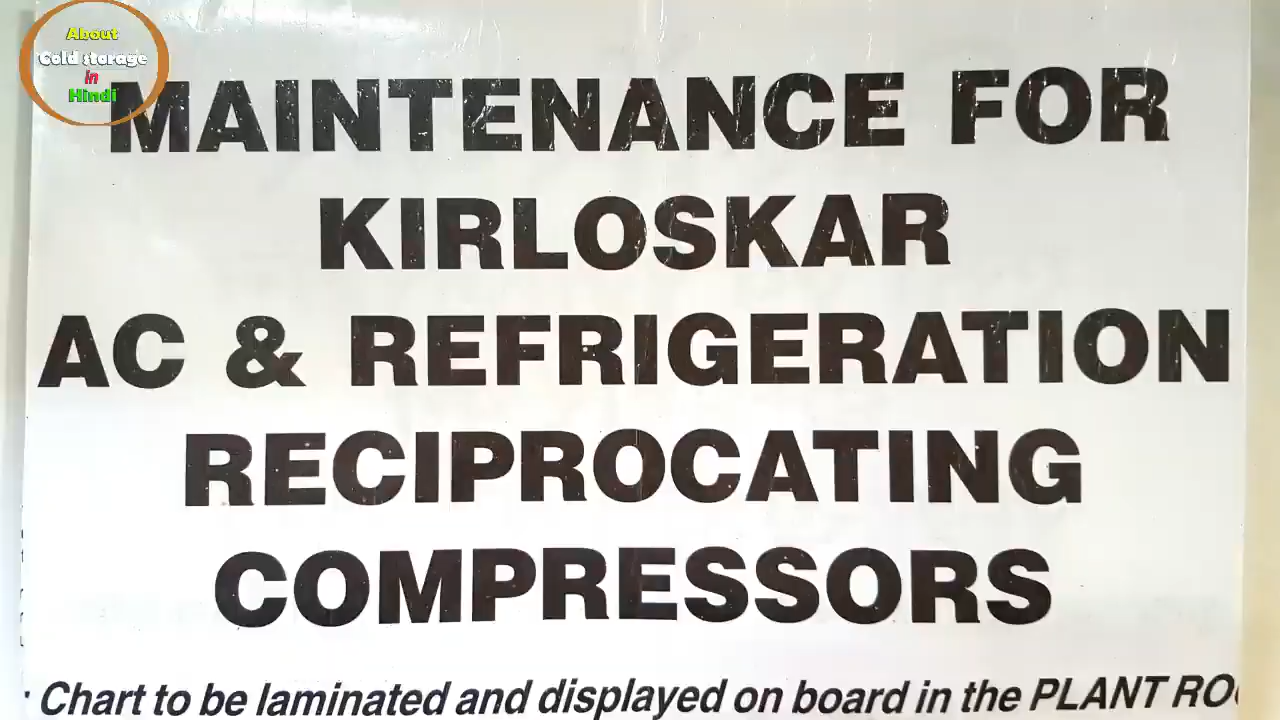 About
Cold storage
in
Hindi
MAINTENANCE FOR
KIRLOSKAR
AC & REFRIGERATION
RECIPROCATING
COMPRESSORS
Chart to be laminated and displayed on board in the PLANT